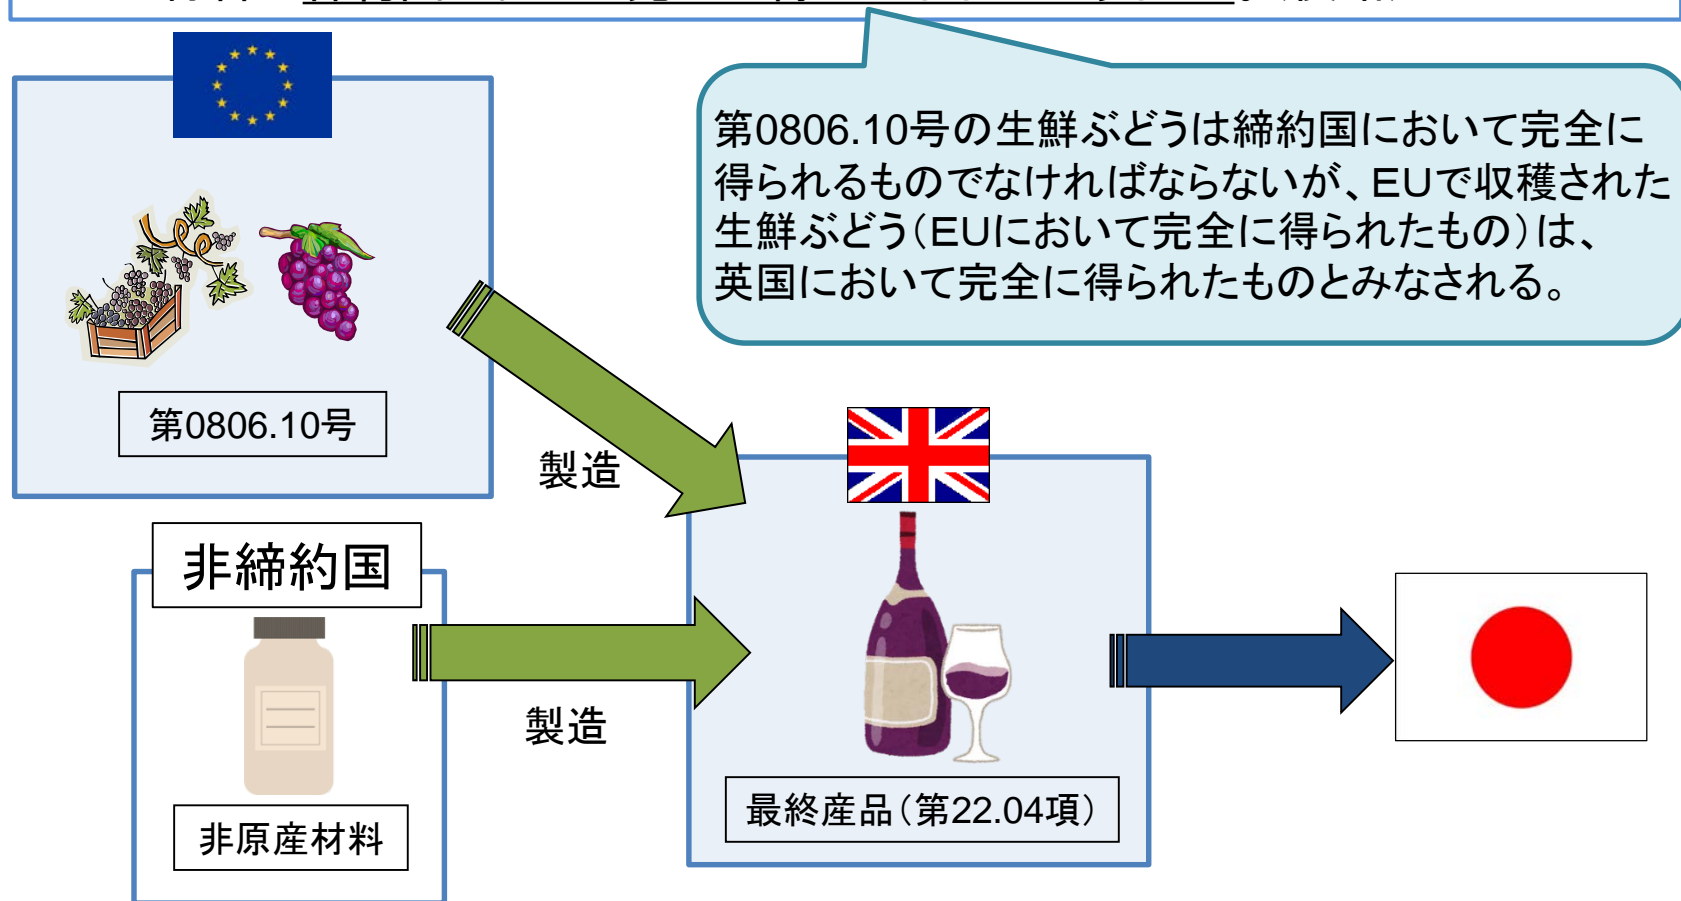 第0806.10号の生鮮ぶどうは締約国において完全に
得られるものでなければならないが、EUで収穫された
生鮮ぶどう（EUにおいて完全に得られたもの）は、
英国において完全に得られたものとみなされる。
第0806.10号
製造
非締約国
製造
非原産材料
最終産品（第22.04項）